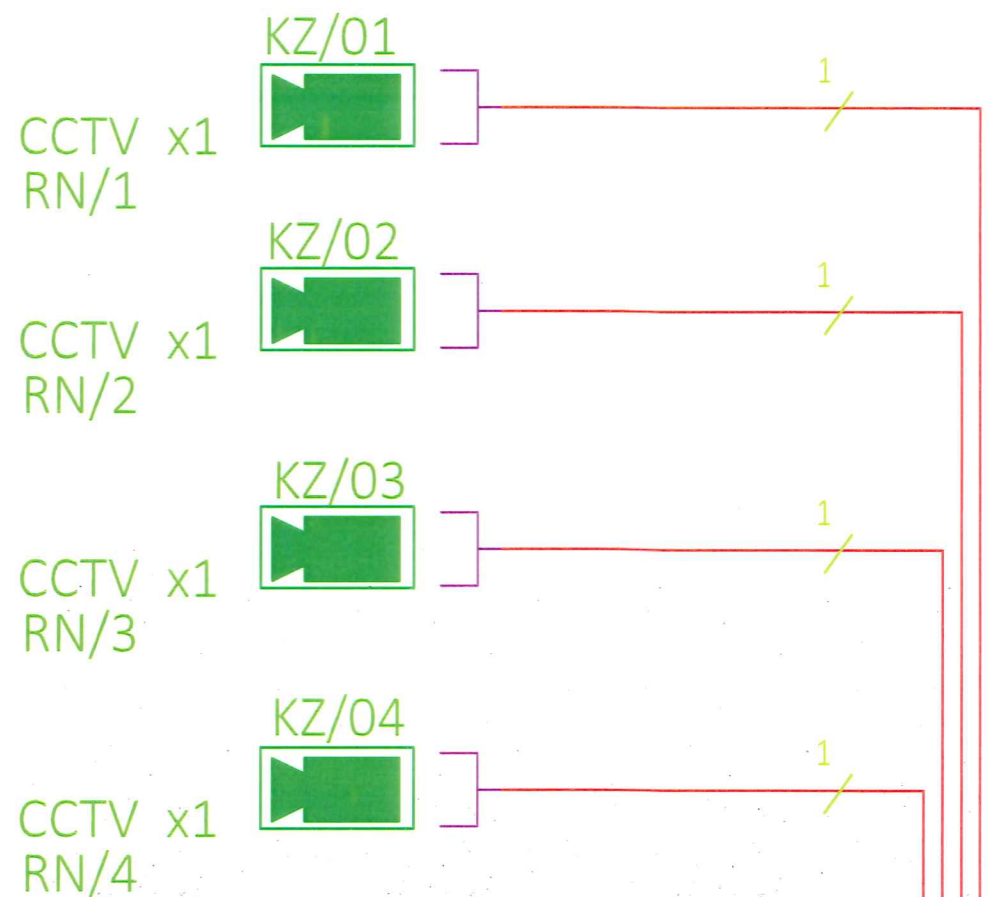 KZ/01
1
CCTV x1
RN/1
KZ/02
1
CCTV x1
RN/2
KZ/03
1
CCTV x1
RN/3
KZ/04
1
CCTV x1
RN/4